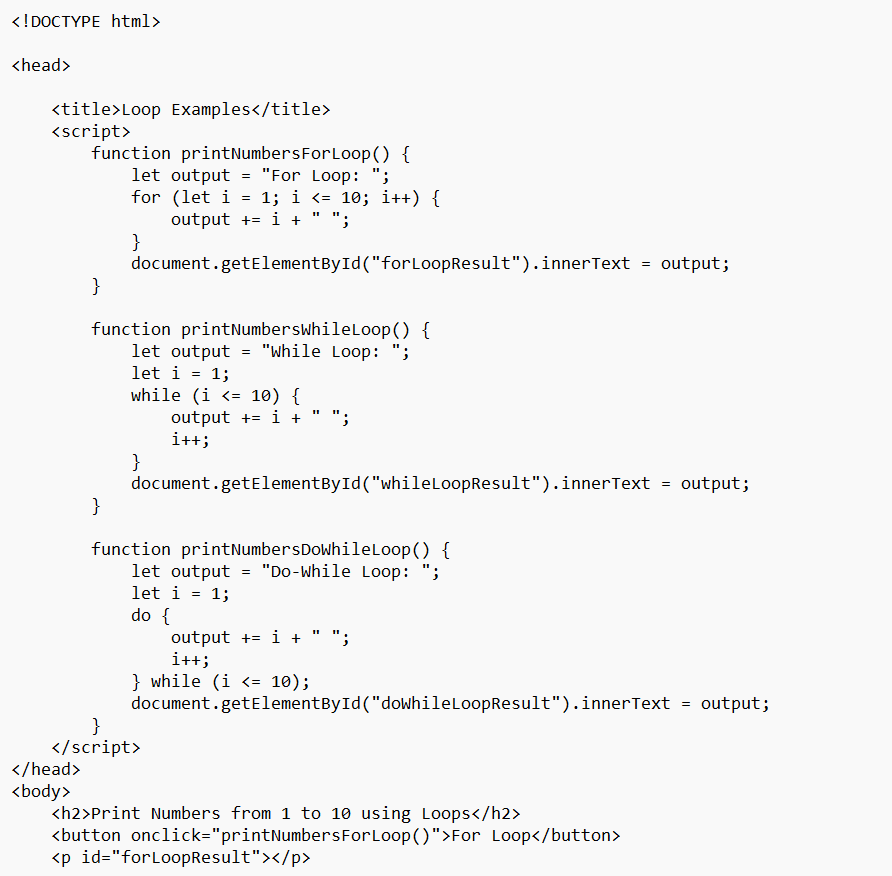 <!DOCTYPE html>
<head>
    <title>Loop Examples</title>
    <script>
        function printNumbersForLoop() {
            let output = "For Loop: ";
            for (let i = 1; i <= 10; i++) {
                output += i + " ";
            }
            document.getElementById("forLoopResult").innerText = output;
        }

        function printNumbersWhileLoop() {
            let output = "While Loop: ";
            let i = 1;
            while (i <= 10) {
                output += i + " ";
                i++;
            }
            document.getElementById("whileLoopResult").innerText = output;
        }

        function printNumbersDoWhileLoop() {
            let output = "Do-While Loop: ";
            let i = 1;
            do {
                output += i + " ";
                i++;
            } while (i <= 10);
            document.getElementById("doWhileLoopResult").innerText = output;
        }
    </script>
</head>
<body>
    <h2>Print Numbers from 1 to 10 using Loops</h2>
    <button onclick="printNumbersForLoop()">For Loop</button>
    <p id="forLoopResult"></p>